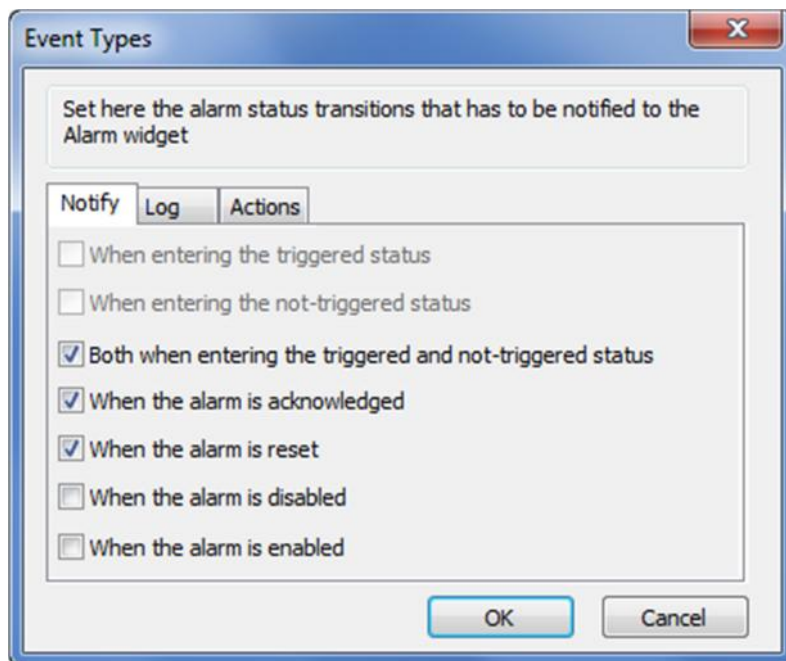 Event Types
Set here the alarm status transitions that has to be notified to the
Alarm widget
Notify Log Actions
When entering the triggered status
When entering the not-triggered status
Both when entering the triggered and not-triggered status
When the alarm is acknowledged
When the alarm is reset
When the alarm is disabled
When the alarm is enabled
OK Cancel